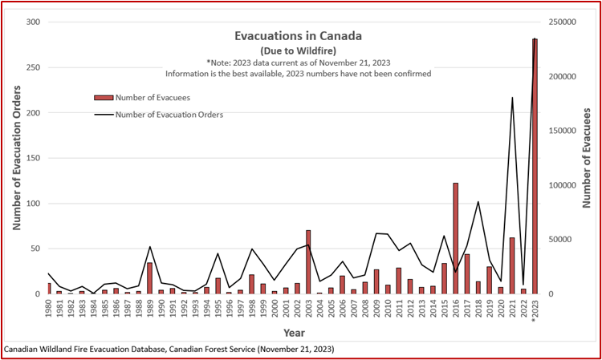 Evacuations in Canada
(Due to Wildfire)
*Note: 2023 data current as of November 21, 2023
Information is the best available, 2023 numbers have not been confirmed
Number of Evacuees
Number of Evacuation Orders
Number of Evacuation Orders
300
250
200
150
100
50
0
250000
200000
150000
100000
50000
0
Number of Evacuees
1980 1981 1982 1983 1984 1985 1986 1987 1988 1989 1990 1991 1992 1993 1994 1995 1996 1997 1998 1999 2000 2001 2002 2003 2004 2005 2006 2007 2008 2009 2010 2011 2012 2013 2014 2015 2016 2017 2018 2019 2020 2021 2022 *2023
Year
Canadian Wildland Fire Evacuation Database, Canadian Forest Service (November 21, 2023)